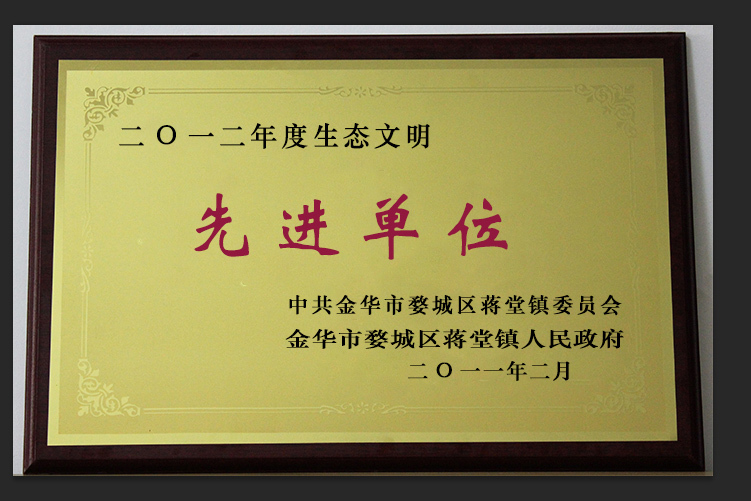 二〇一二年度生态文明
先进单位
中共金华市婺城区蒋堂镇委员会
金华市婺城区蒋堂镇人民政府
二〇一一年二月